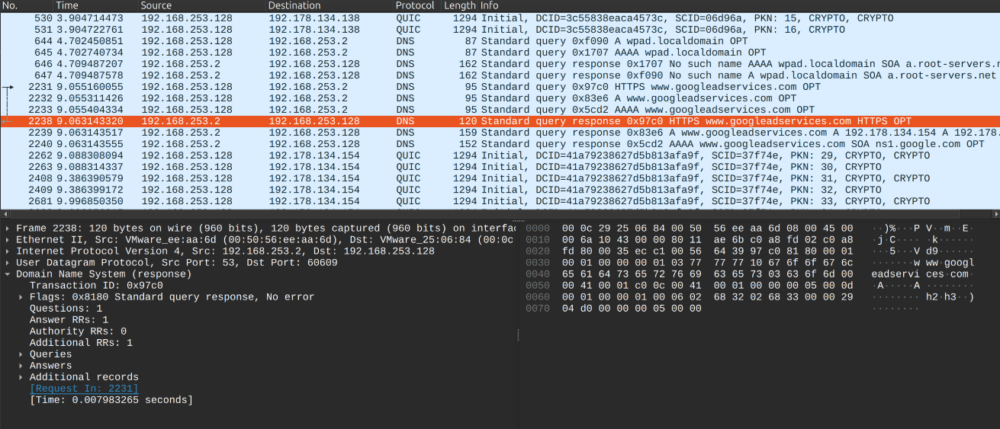 No. Time Source Destination Protocol Length Info
530 3.904714473 192.168.253.128 192.178.134.138 QUIC 1294 Initial, DCID=3c55838eaca4573c, SCID=06d96a, PKN: 15, CRYPTO, CRYPTO
531 3.904722761 192.168.253.128 192.178.134.138 QUIC 1294 Initial, DCID=3c55838eaca4573c, SCID=06d96a, PKN: 16, CRYPTO
644 4.702450851 192.168.253.128 192.168.253.2 DNS 87 Standard query 0xf090 A wpad.localdomain OPT
645 4.702740734 192.168.253.128 192.168.253.2 DNS 87 Standard query 0x1707 AAAA wpad.localdomain OPT
646 4.709487207 192.168.253.2 192.168.253.128 DNS 162 Standard query response 0x1707 No such name AAAA wpad.localdomain SOA a.root-servers.n
647 4.709487578 192.168.253.2 192.168.253.128 DNS 162 Standard query response 0xf090 No such name A wpad.localdomain SOA a.root-servers.net
2231 9.055160055 192.168.253.128 192.168.253.2 DNS 95 Standard query 0x97c0 HTTPS www.googleadservices.com OPT
2232 9.055311426 192.168.253.128 192.168.253.2 DNS 95 Standard query 0x83e6 A www.googleadservices.com OPT
2233 9.055404334 192.168.253.128 192.168.253.2 DNS 95 Standard query 0x5cd2 AAAA www.googleadservices.com OPT
2238 9.063143320 192.168.253.2 192.168.253.128 DNS 120 Standard query response 0x97c0 HTTPS www.googleadservices.com HTTPS OPT
2239 9.063143517 192.168.253.2 192.168.253.128 DNS 159 Standard query response 0x83e6 A www.googleadservices.com A 192.178.134.154 A 192.178.
2240 9.063143555 192.168.253.2 192.168.253.128 DNS 152 Standard query response 0x5cd2 AAAA www.googleadservices.com SOA ns1.google.com OPT
2262 9.088308094 192.168.253.128 192.178.134.154 QUIC 1294 Initial, DCID=41a79238627d5b813afa9f, SCID=37f74e, PKN: 29, CRYPTO, CRYPTO
2263 9.088314337 192.168.253.128 192.178.134.154 QUIC 1294 Initial, DCID=41a79238627d5b813afa9f, SCID=37f74e, PKN: 30, CRYPTO
2408 9.386390579 192.168.253.128 192.178.134.154 QUIC 1294 Initial, DCID=41a79238627d5b813afa9f, SCID=37f74e, PKN: 31, CRYPTO, CRYPTO
2409 9.386399172 192.168.253.128 192.178.134.154 QUIC 1294 Initial, DCID=41a79238627d5b813afa9f, SCID=37f74e, PKN: 32, CRYPTO
2681 9.996850350 192.168.253.128 192.178.134.154 QUIC 1294 Initial, DCID=41a79238627d5b813afa9f, SCID=37f74e, PKN: 33, CRYPTO, CRYPTO
Frame 2238: 120 bytes on wire (960 bits), 120 bytes captured (960 bits) on interfa
Ethernet II, Src: VMware_ee:aa:6d (00:50:56:ee:aa:6d), Dst: VMware_25:06:84 (00:0c
Internet Protocol Version 4, Src: 192.168.253.2, Dst: 192.168.253.128
User Datagram Protocol, Src Port: 53, Dst Port: 60609
Domain Name System (response)
Transaction ID: 0x97c0
Flags: 0x8180 Standard query response, No error
Questions: 1
Answer RRs: 1
Authority RRs: 0
Additional RRs: 1
Queries
Answers
Additional records
[Request In: 2231]
[Time: 0.007983265 seconds]
0000 00 0c 29 25 06 84 00 50 56 ee aa 6d 08 00 45 00 ··)%···P V··m··E·
0010 00 6a 10 43 00 00 80 11 ae 6b c0 a8 fd 02 c0 a8 ·j·C···· ·k······
0020 fd 80 00 35 ec c1 00 56 64 39 97 c0 81 80 00 01 ···5···V d9······
0030 00 01 00 00 00 01 03 77 77 77 10 67 6f 6f 67 6c ·······w ww·googl
0040 65 61 64 73 65 72 76 69 63 65 73 03 63 6f 6d 00 eadservi ces·com·
0050 00 41 00 01 c0 0c 00 41 00 01 00 00 00 05 00 0d ·A·····A ········
0060 00 01 00 00 01 00 06 02 68 32 02 68 33 00 00 29 ········ h2·h3··)
0070 04 d0 00 00 00 05 00 00 ········